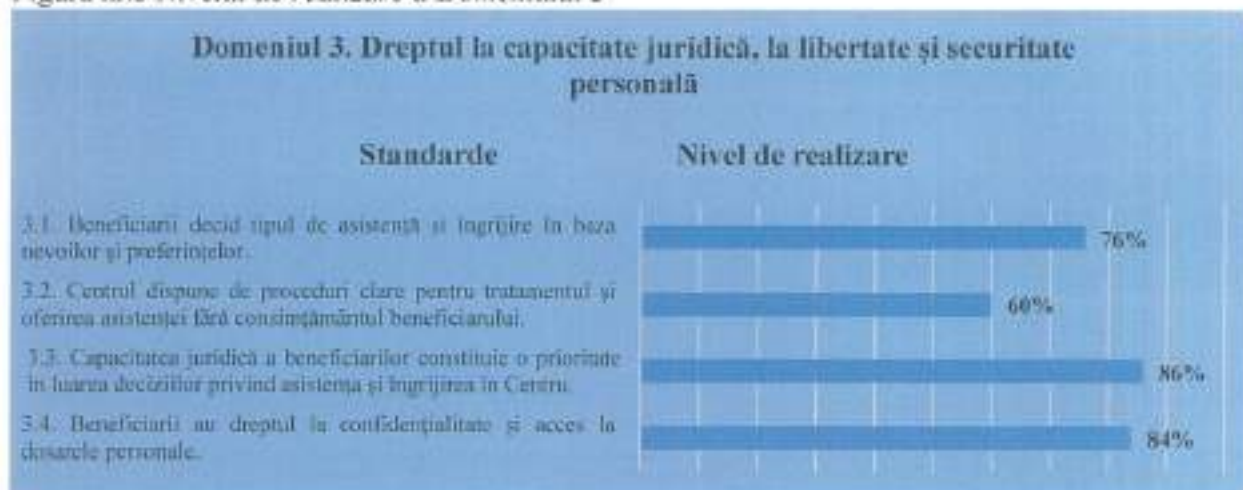 Domeniul 3. Dreptul la capacitate juridică, la libertate și securitate
personală
Standarde
Nivel de realizare
3.1. Beneficiarii decid tipul de asistență și îngrijire în baza
nevoilor și preferințelor.
76%
3.2. Centrul dispune de proceduri clare pentru tratamentul și
oferirea asistenței fără consimțământul beneficiarului.
60%
3.3. Capacitatea juridică a beneficiarilor constituie o prioritate
în luarea deciziilor privind asistența și îngrijirea în Centru.
86%
3.4. Beneficiarii au dreptul la confidențialitate și acces la
dosarele personale.
84%